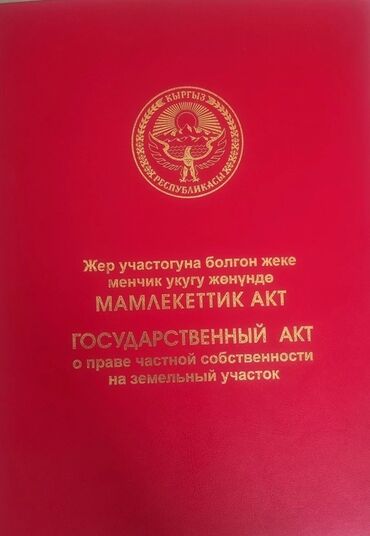 КЫРГЫЗ
РЕСПУБЛИКАСЫ
Жер участогуна болгон жеке
менчик укугу жөнүндө
МАМЛЕКЕТТИК АКТ
ГОСУДАРСТВЕННЫЙ АКТ
о праве частной собственности
на земельный участок